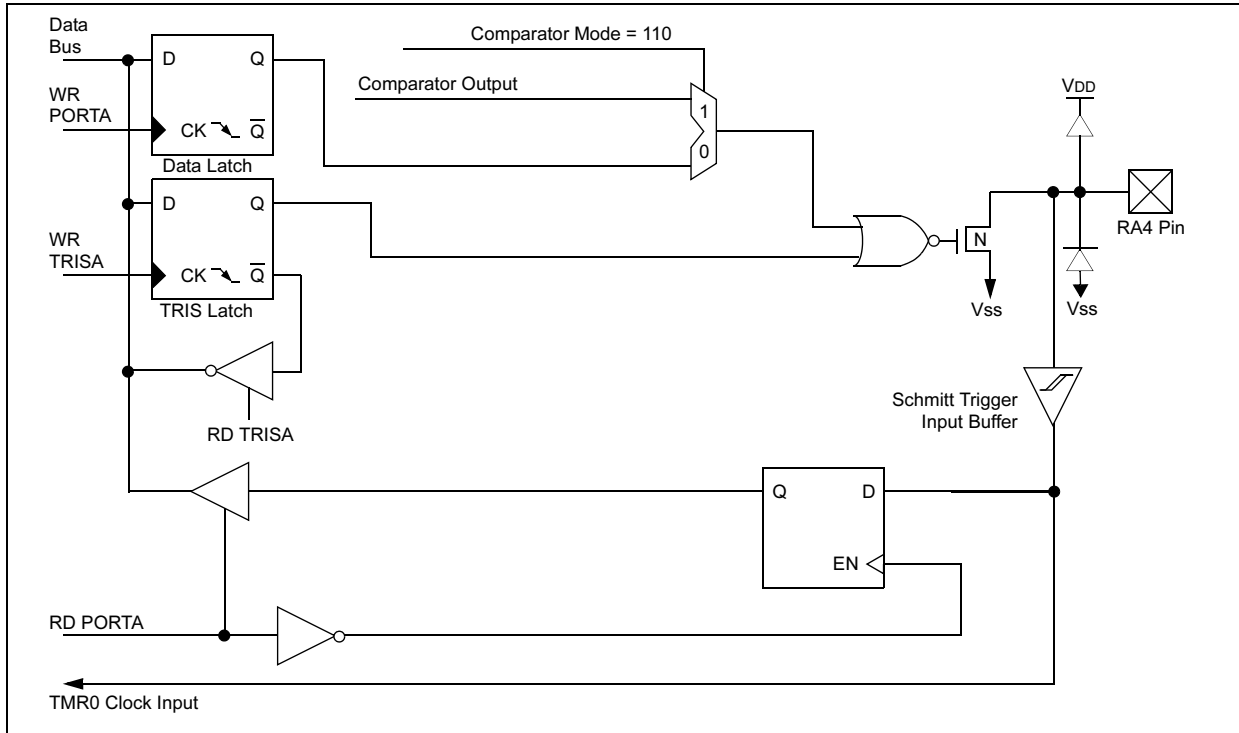 Data
Bus
D
Q
WR
PORTA
CK
Q
Data Latch
Comparator Mode = 110
Comparator Output
1
0
D
Q
WR
TRISA
CK
Q
TRIS Latch
RD TRISA
N
VSS
VDD
RA4 Pin
VSS
Schmitt Trigger
Input Buffer
Q
D
EN
RD PORTA
TMR0 Clock Input